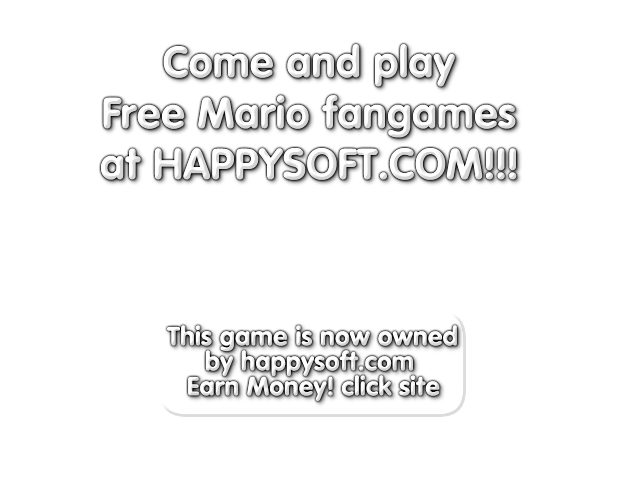 Come and play
Free Mario fangames
at HAPPYSOFT.COM!!!
This game is now owned
by happysoft.com
Earn Money! click site